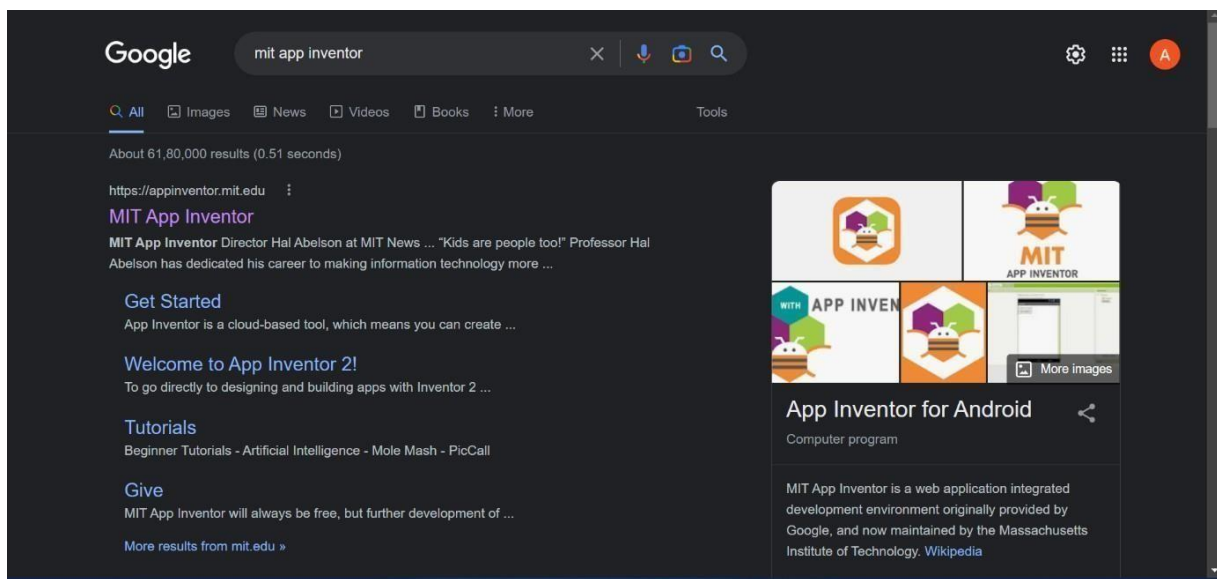 Google
mit app inventor
A
All Images News Videos Books More Tools
About 61,80,000 results (0.51 seconds)
https://appinventor.mit.edu
MIT App Inventor
MIT App Inventor Director Hal Abelson at MIT News ... “Kids are people too!” Professor Hal
Abelson has dedicated his career to making information technology more ...
Get Started
App Inventor is a cloud-based tool, which means you can create ...
Welcome to App Inventor 2!
To go directly to designing and building apps with Inventor 2 ...
Tutorials
Beginner Tutorials - Artificial Intelligence - Mole Mash - PicCall
Give
MIT App Inventor will always be free, but further development of ...
More results from mit.edu »
MIT
APP INVENTOR
WITH APP INVEN
More images
App Inventor for Android
Computer program
MIT App Inventor is a web application integrated
development environment originally provided by
Google, and now maintained by the Massachusetts
Institute of Technology. Wikipedia